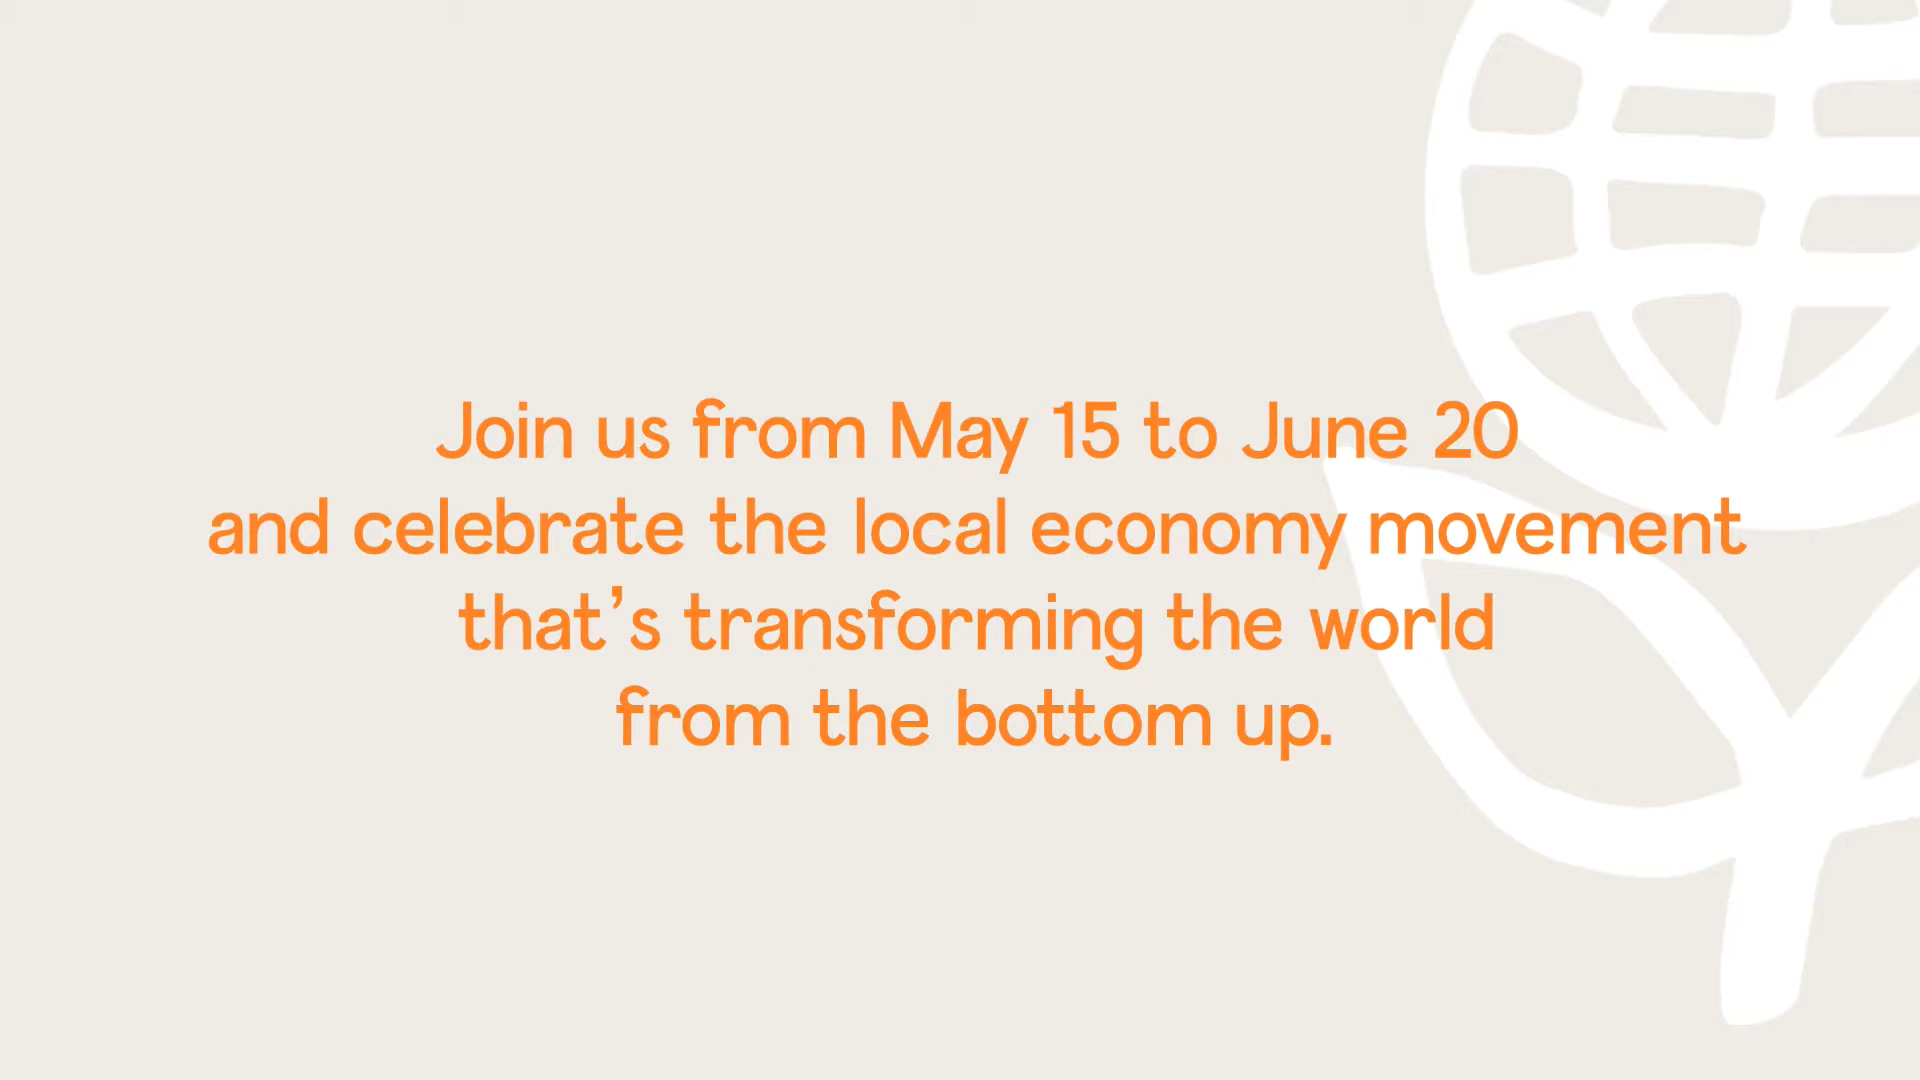 Join us from May 15 to June 20
and celebrate the local economy movement
that’s transforming the world
from the bottom up.